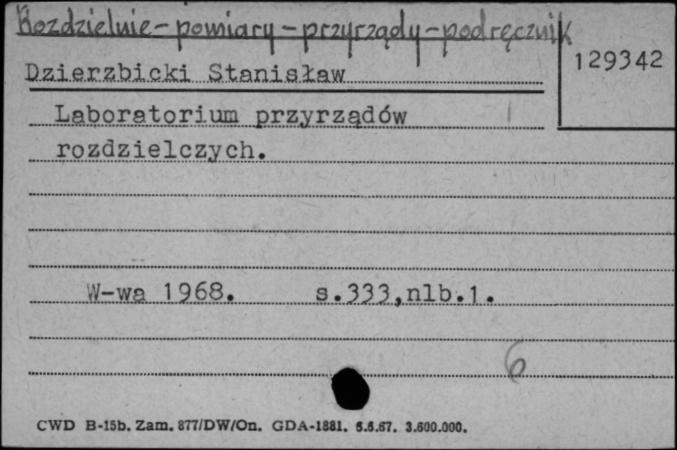 Rozdzielnie - pomiary - przyrządy - podręcznik
129342
Dzierzbicki Stanisław
Laboratorium przyrządów
rozdzielczych.
W-wa 1968. s.333,nlb.1.
6
CWD B-15b. Zam. 877/DW/On. GDA-1881. 5.6.67. 3.600.000.